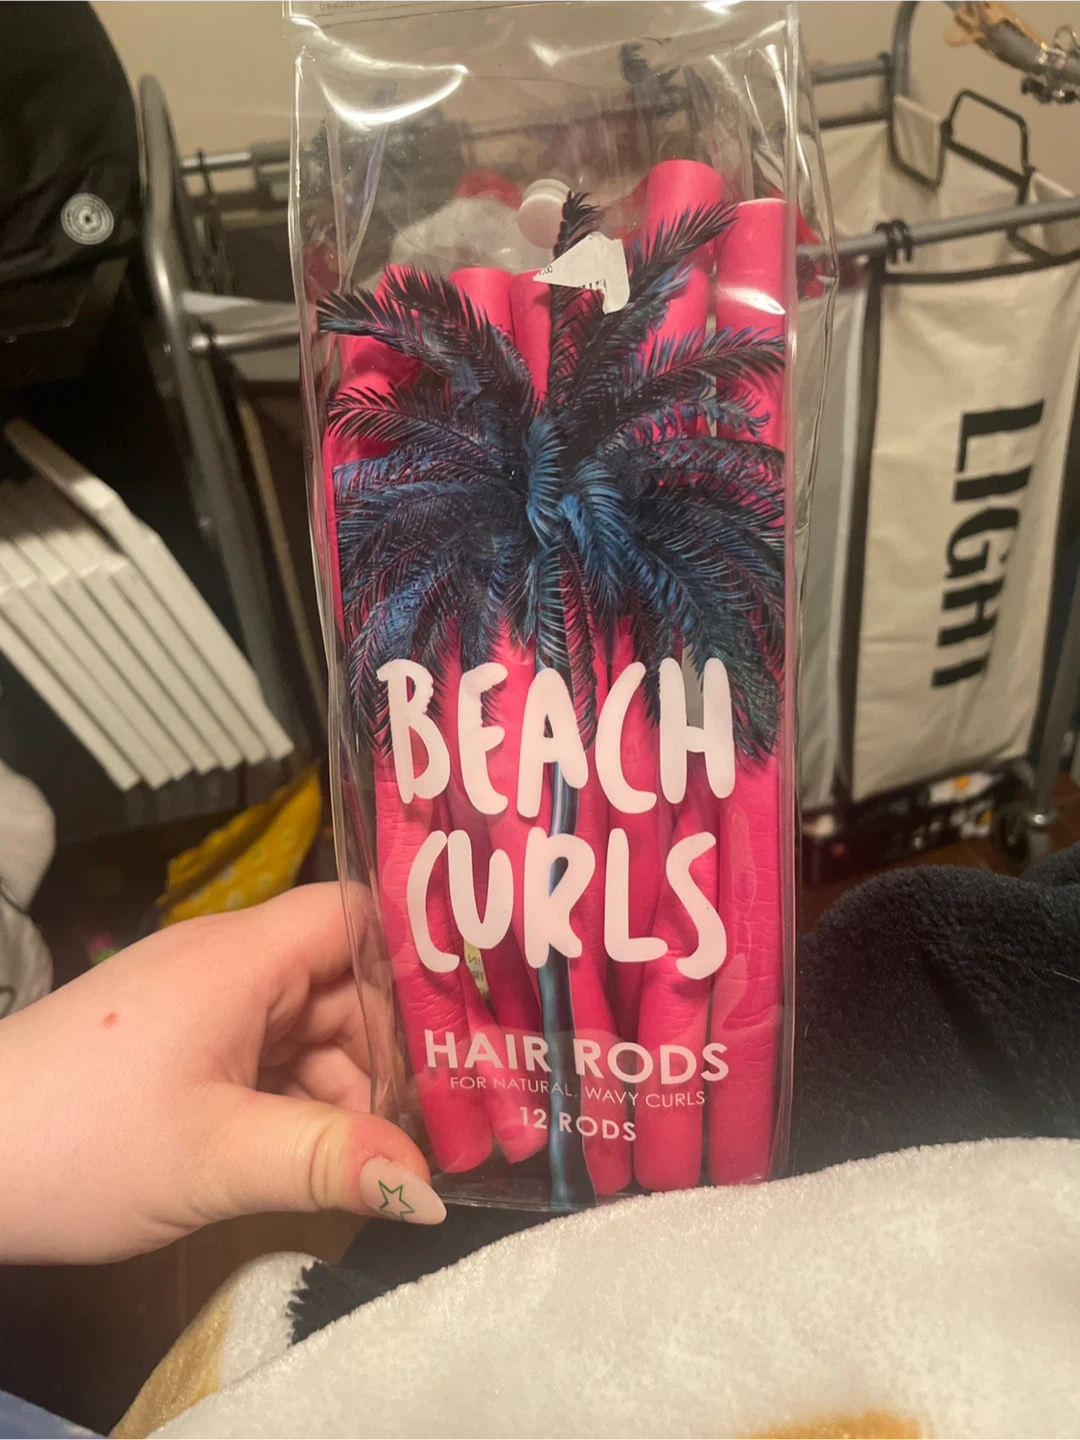 BEACH
CURLS
HAIR RODS
FOR NATURAL, WAVY CURLS
12 RODS
LIGHT